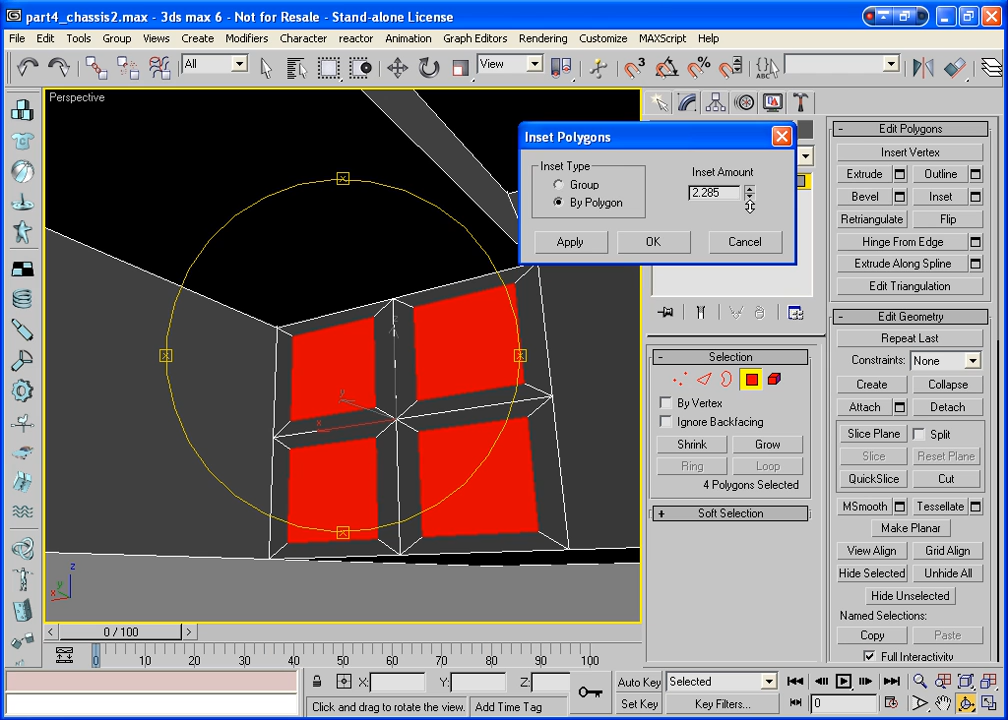 part4_chassis2.max - 3ds max 6 - Not for Resale - Stand-alone License
File Edit Tools Group Views Create Modifiers Character reactor Animation Graph Editors Rendering Customize MAXScript Help
All
View
Perspective
Inset Polygons
Inset Type
Group
By Polygon
Inset Amount
2.285
Apply OK Cancel
- Selection
By Vertex
Ignore Backfacing
Shrink Grow
Ring Loop
4 Polygons Selected
+ Soft Selection
- Edit Polygons
Insert Vertex
Extrude Outline
Bevel Inset
Retriangulate Flip
Hinge From Edge
Extrude Along Spline
Edit Triangulation
- Edit Geometry
Repeat Last
Constraints: None
Create Collapse
Attach Detach
Slice Plane Split
Slice Reset Plane
QuickSlice Cut
MSmooth Tessellate
Make Planar
View Align Grid Align
Hide Selected Unhide All
Hide Unselected
Named Selections:
Copy Paste
Full Interactivity
x y
z y x
0 / 100
0 10 20 30 40 50 60 70 80 90 100
X: Y: Z:
Auto Key Selected
Set Key Key Filters... 0
Click and drag to rotate the view. Add Time Tag